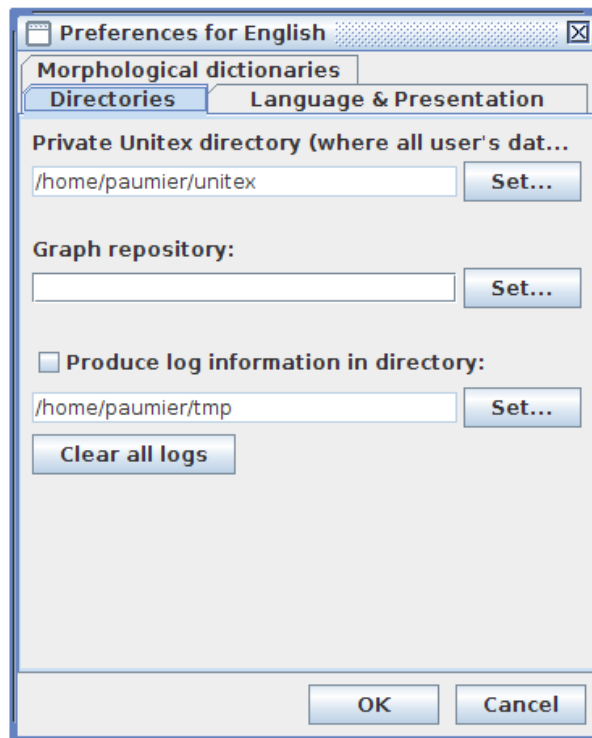 Preferences for English
Morphological dictionaries
Directories
Language & Presentation
Private Unitex directory (where all user's dat...
/home/paumier/unitex
Set...
Graph repository:
Set...
Produce log information in directory:
/home/paumier/tmp
Set...
Clear all logs
OK
Cancel